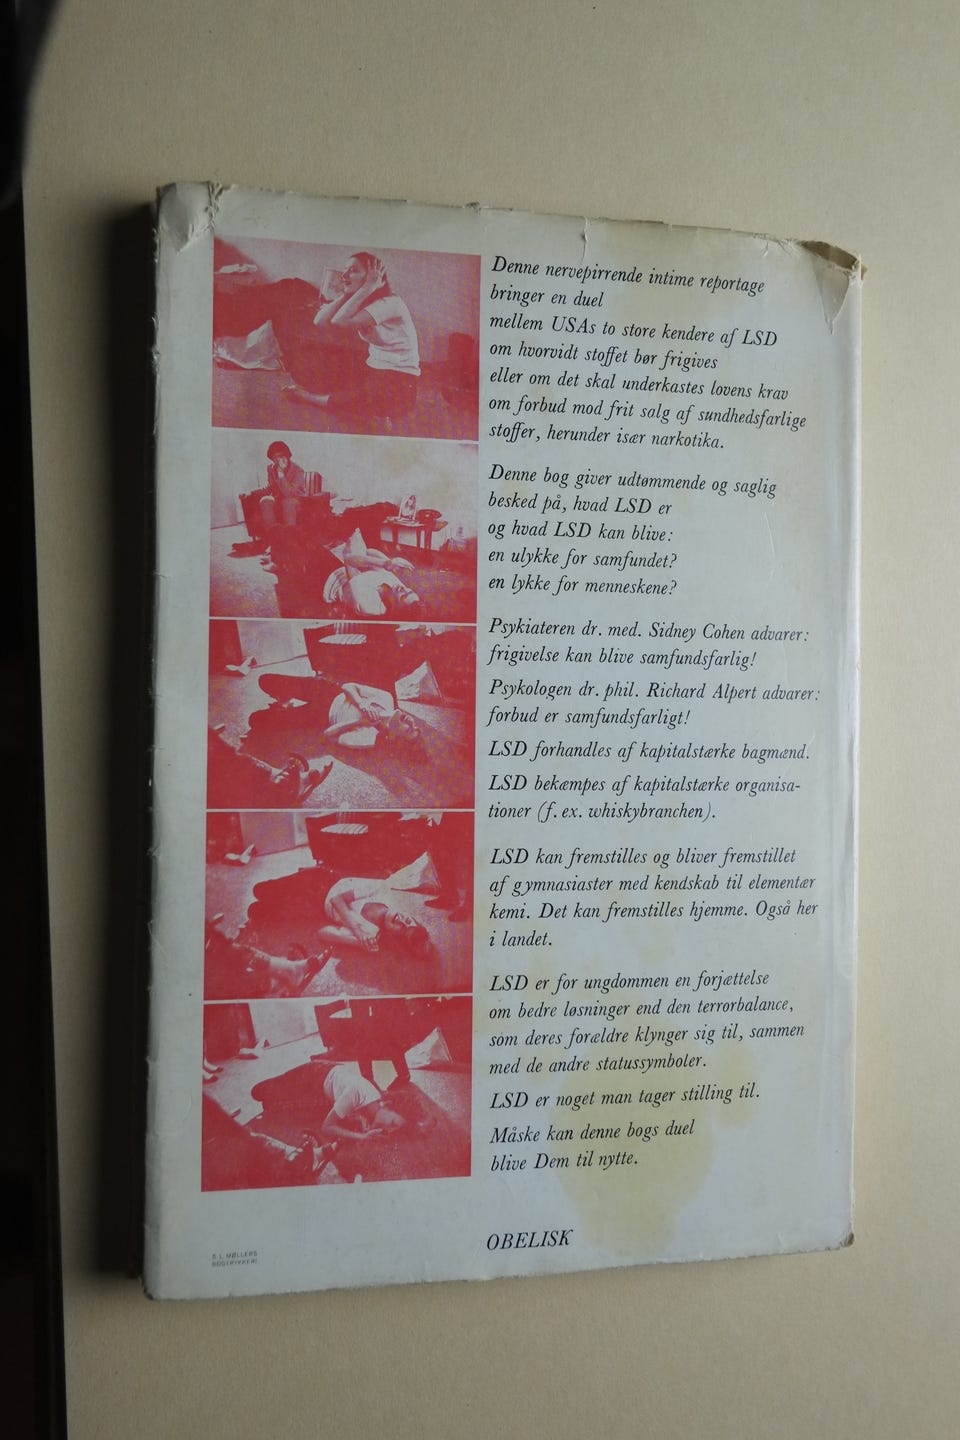 Denne nervepirrende intime reportage
bringer en duel
mellem USAs to store kendere af LSD
om hvorvidt stoffet bør frigives
eller om det skal underkastes lovens krav
om forbud mod frit salg af sundhedsfarlige
stoffer, herunder især narkotika.
Denne bog giver udtømmende og saglig
besked på, hvad LSD er
og hvad LSD kan blive:
en ulykke for samfundet?
en lykke for menneskene?
Psykiateren dr. med. Sidney Cohen advarer:
frigivelse kan blive samfundsfarlig!
Psykologen dr. phil. Richard Alpert advarer:
forbud er samfundsfarligt!
LSD forhandles af kapitalstærke bagmænd.
LSD bekæmpes af kapitalstærke organisa-
tioner (f. ex. whiskybranchen).
LSD kan fremstilles og bliver fremstillet
af gymnasiaster med kendskab til elementær
kemi. Det kan fremstilles hjemme. Også her
i landet.
LSD er for ungdommen en forjættelse
om bedre løsninger end den terrorbalance,
som deres forældre klynger sig til, sammen
med de andre statussymboler.
LSD er noget man tager stilling til.
Måske kan denne bogs duel
blive Dem til nytte.
OBELISK
S. L. MØLLERS
BOGTRYKKERI